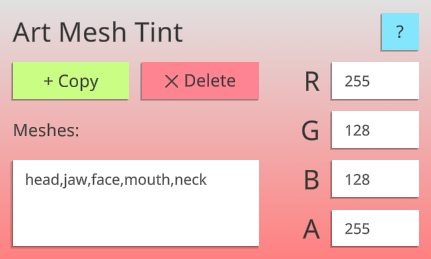 Art Mesh Tint
?
+ Copy
× Delete
Meshes:
head,jaw,face,mouth,neck
R
255
G
128
B
128
A
255